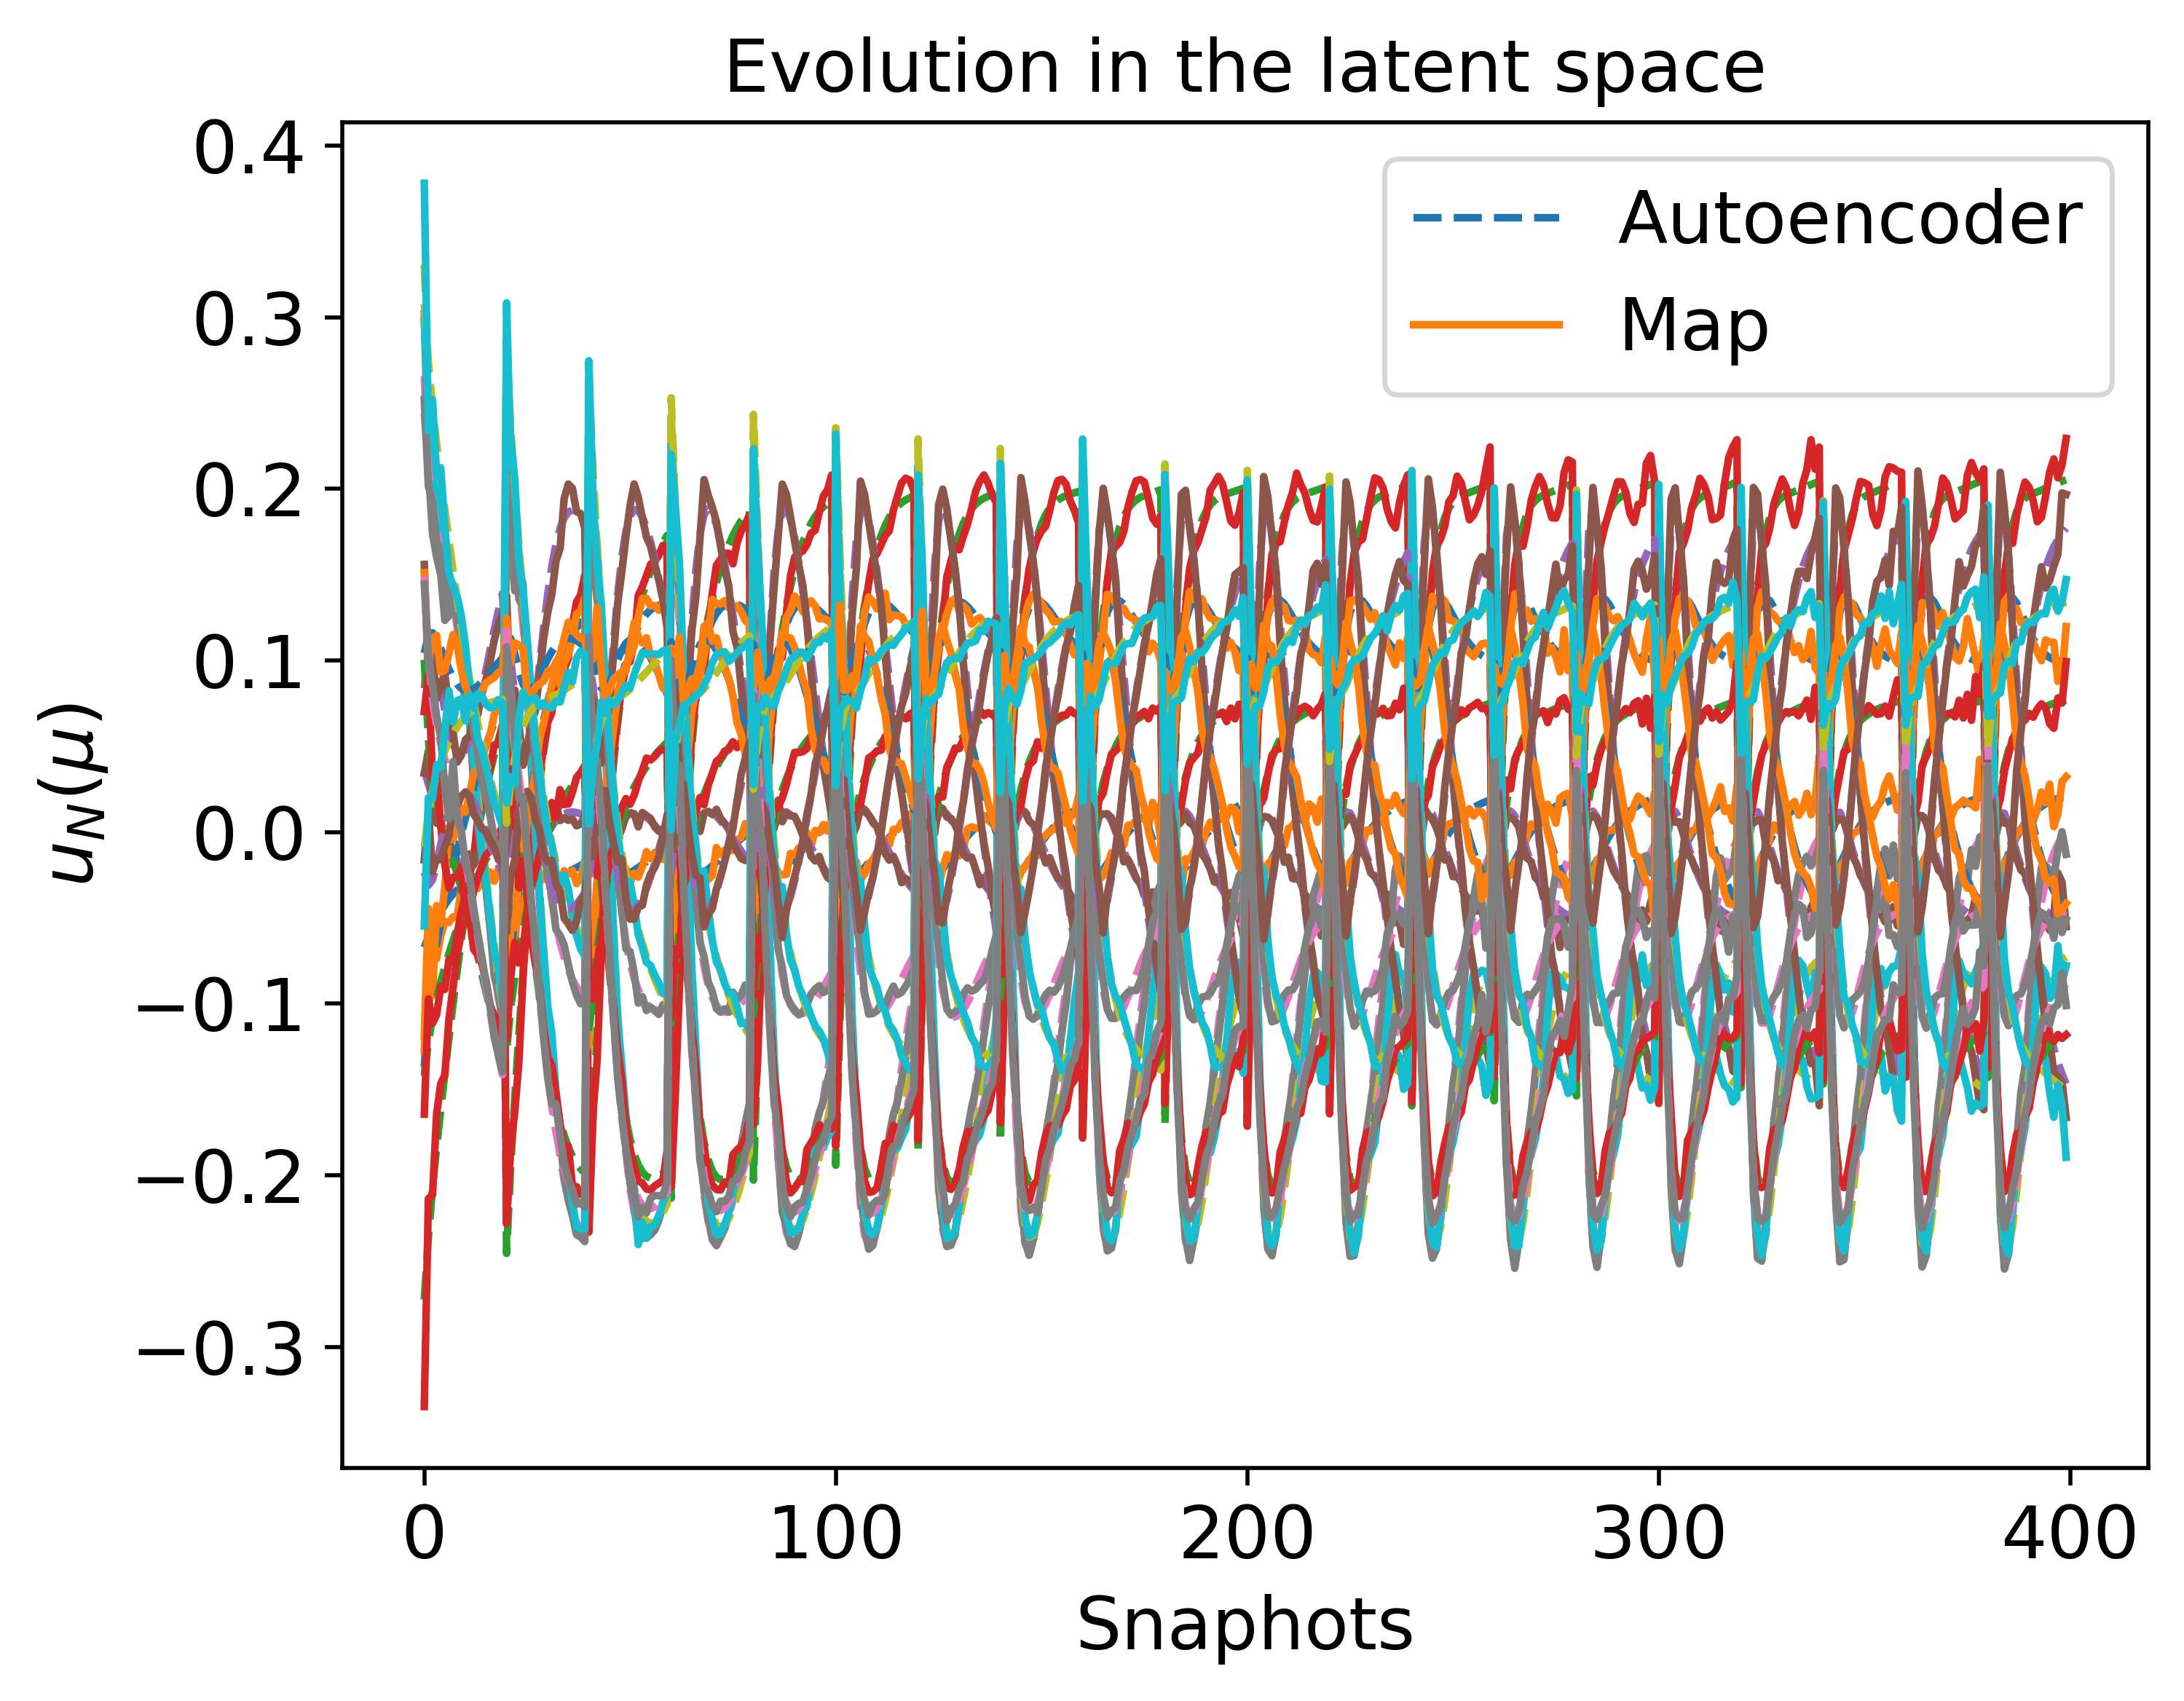 Evolution in the latent space
0.4
0.3
0.2
0.1
0.0
−0.1
−0.2
−0.3
u_N(μ)
Autoencoder
Map
0 100 200 300 400
Snaphots